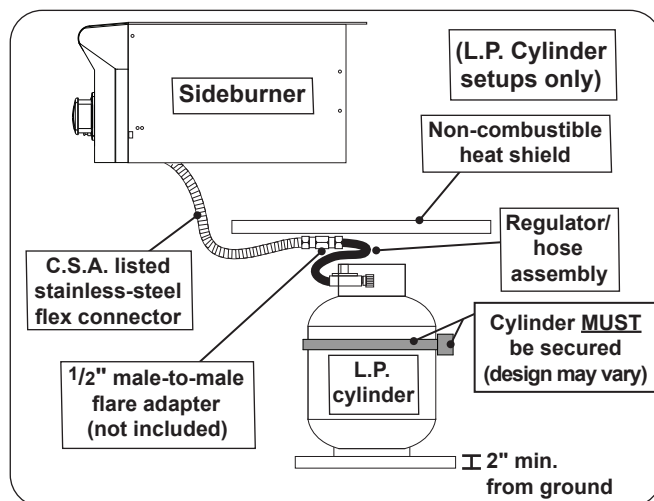 Sideburner
(L.P. Cylinder
setups only)
Non-combustible
heat shield
Regulator/
hose
assembly
C.S.A. listed
stainless-steel
flex connector
Cylinder MUST
be secured
(design may vary)
1/2" male-to-male
flare adapter
(not included)
L.P.
cylinder
2" min.
from ground